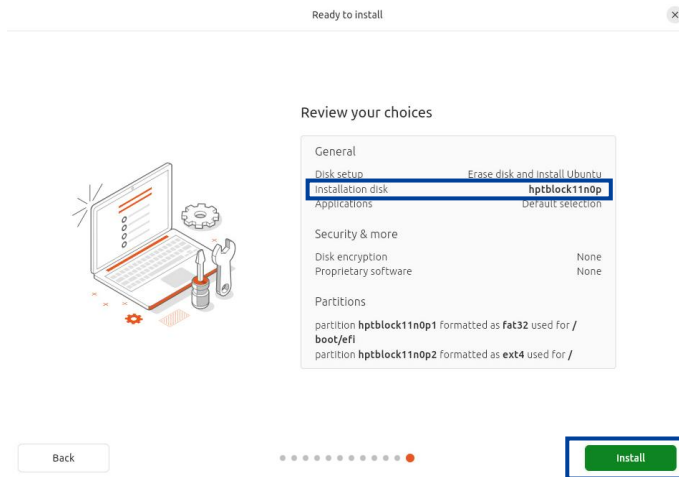 Ready to install
Review your choices
General
Disk setup Erase disk and install Ubuntu
Installation disk hptblock11n0p
Applications Default selection
Security & more
Disk encryption None
Proprietary software None
Partitions
partition hptblock11n0p1 formatted as fat32 used for /
boot/efi
partition hptblock11n0p2 formatted as ext4 used for /
Back
Install